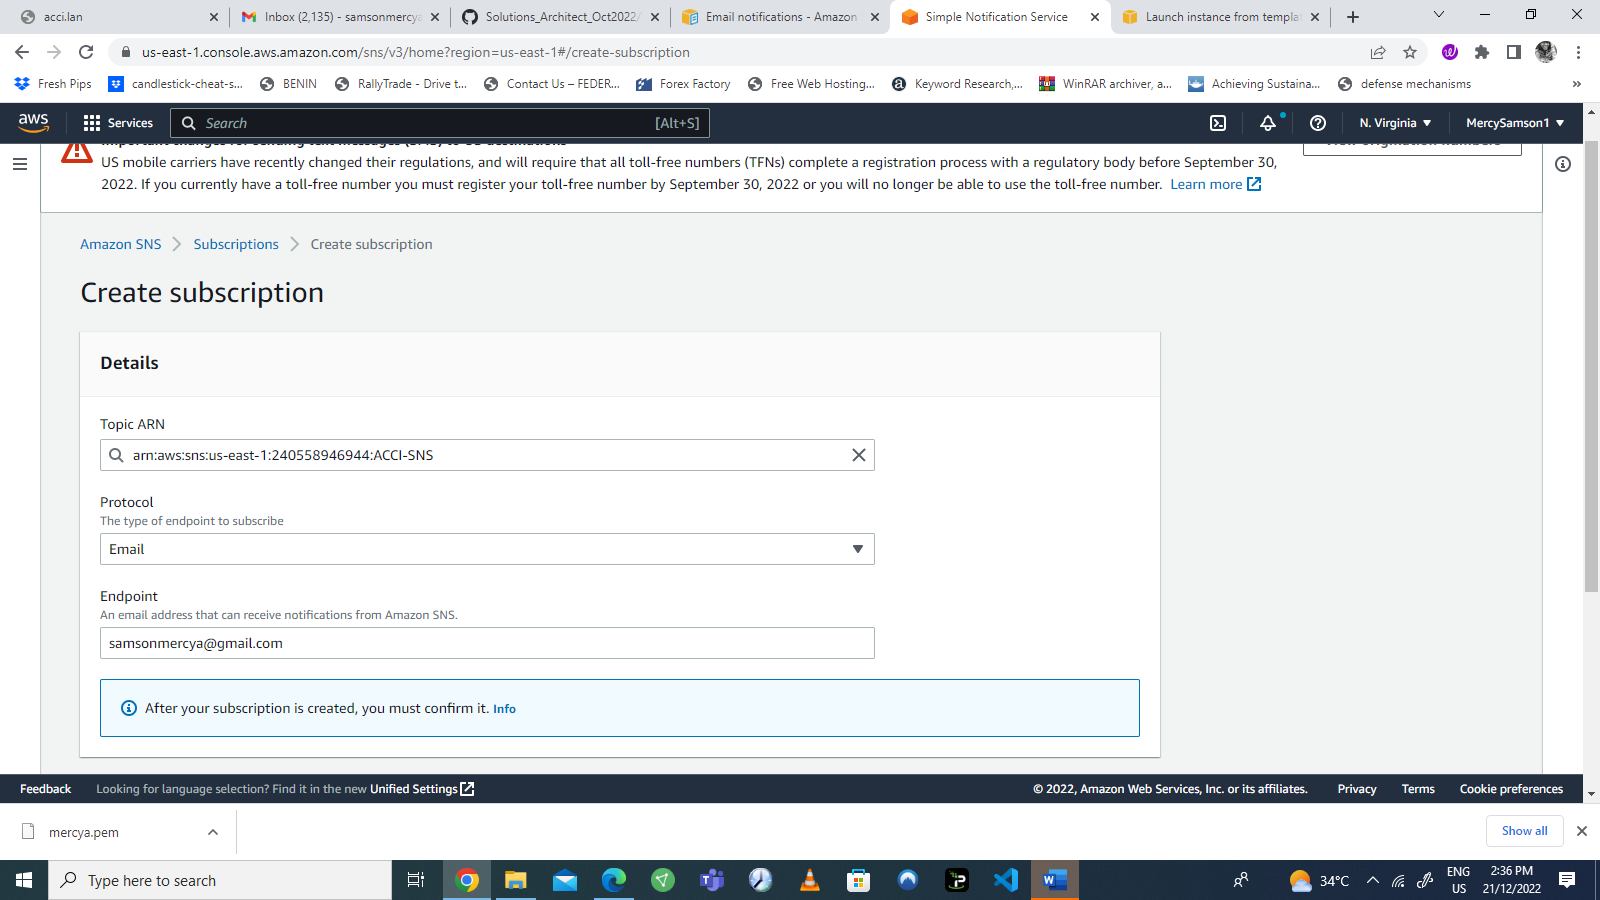 acci.lan
Inbox (2,135) - samsonmercya
Solutions_Architect_Oct2022/
Email notifications - Amazon
Simple Notification Service
Launch instance from templa
us-east-1.console.aws.amazon.com/sns/v3/home?region=us-east-1#/create-subscription
Fresh Pips
candlestick-cheat-s...
BENIN
RallyTrade - Drive t...
Contact Us – FEDER...
Forex Factory
Free Web Hosting...
Keyword Research,...
WinRAR archiver, a...
Achieving Sustaina...
defense mechanisms
»
aws
Services
Search
[Alt+S]
N. Virginia
MercySamson1
US mobile carriers have recently changed their regulations, and will require that all toll-free numbers (TFNs) complete a registration process with a regulatory body before September 30,
2022. If you currently have a toll-free number you must register your toll-free number by September 30, 2022 or you will no longer be able to use the toll-free number. Learn more
Amazon SNS
Subscriptions
Create subscription
Create subscription
Details
Topic ARN
arn:aws:sns:us-east-1:240558946944:ACCI-SNS
Protocol
The type of endpoint to subscribe
Email
Endpoint
An email address that can receive notifications from Amazon SNS.
samsonmercya@gmail.com
After your subscription is created, you must confirm it. Info
Feedback
Looking for language selection? Find it in the new Unified Settings
© 2022, Amazon Web Services, Inc. or its affiliates.
Privacy
Terms
Cookie preferences
mercya.pem
Show all
Type here to search
34°C
ENG
US
2:36 PM
21/12/2022